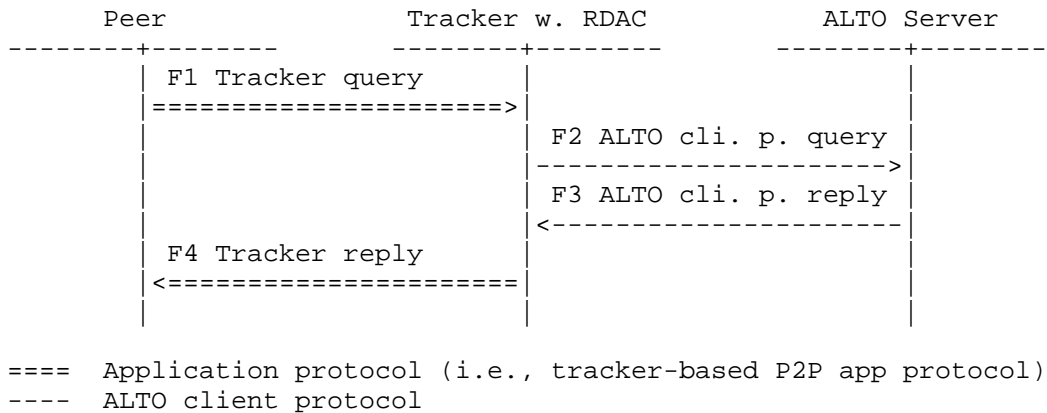 Peer Tracker w. RDAC ALTO Server
F1 Tracker query
F2 ALTO cli. p. query
F3 ALTO cli. p. reply
F4 Tracker reply
==== Application protocol (i.e., tracker-based P2P app protocol)
---- ALTO client protocol